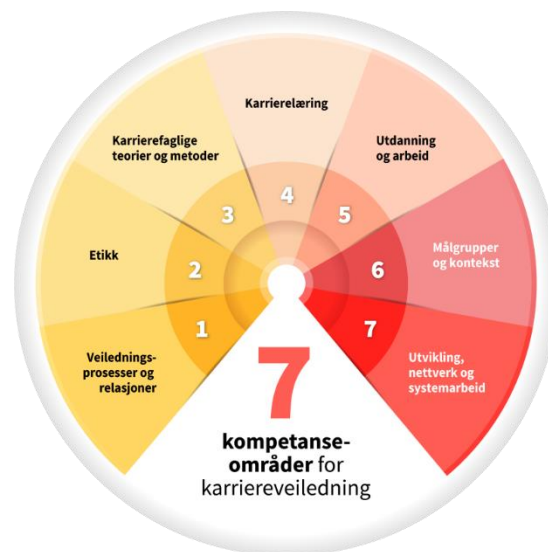 Karrierelæring
Karrierefaglige
teorier og metoder
Utdanning
og arbeid
4
3
5
Etikk
2
6
Målgrupper
og kontekst
1
7
Veilednings-
prosesser og
relasjoner
Utvikling,
nettverk og
systemarbeid
7
kompetanse-
områder for
karriereveiledning